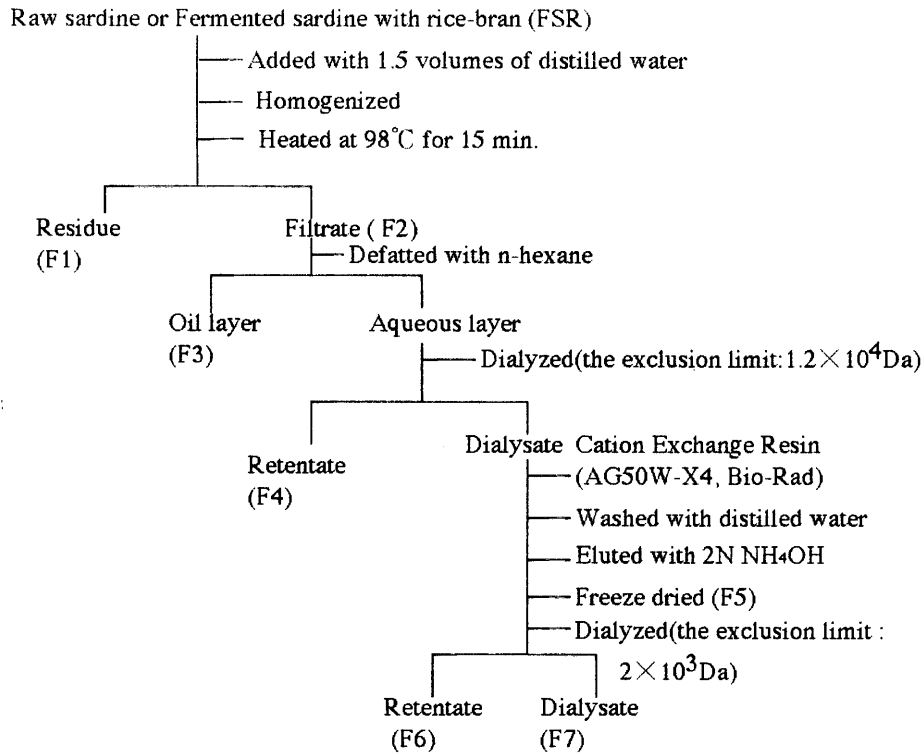 Raw sardine or Fermented sardine with rice-bran (FSR)
Added with 1.5 volumes of distilled water
Homogenized
Heated at 98℃ for 15 min.
Residue
(F1)
Filtrate ( F2)
Defatted with n-hexane
Oil layer
(F3)
Aqueous layer
Dialyzed(the exclusion limit:1.2×10⁴Da)
Retentate
(F4)
Dialysate Cation Exchange Resin
(AG50W-X4, Bio-Rad)
Washed with distilled water
Eluted with 2N NH₄OH
Freeze dried (F5)
Dialyzed(the exclusion limit :
2×10³Da)
Retentate
(F6)
Dialysate
(F7)